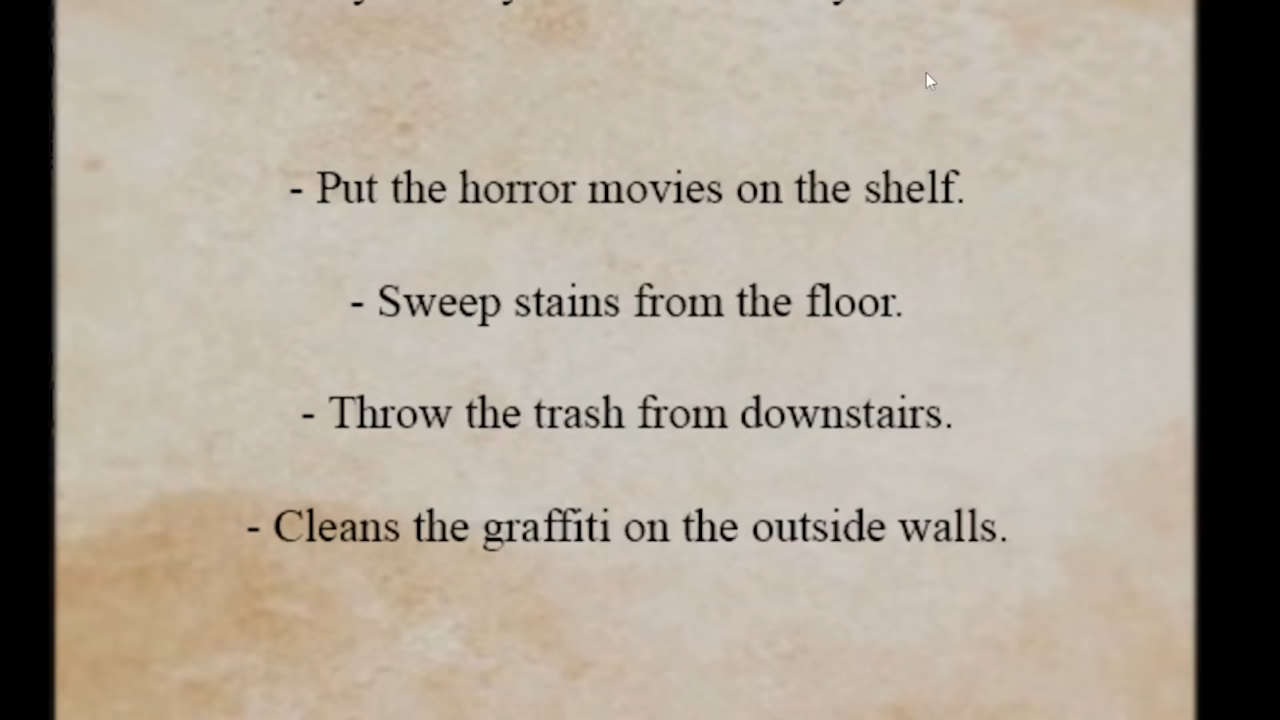 - Put the horror movies on the shelf.
- Sweep stains from the floor.
- Throw the trash from downstairs.
- Cleans the graffiti on the outside walls.